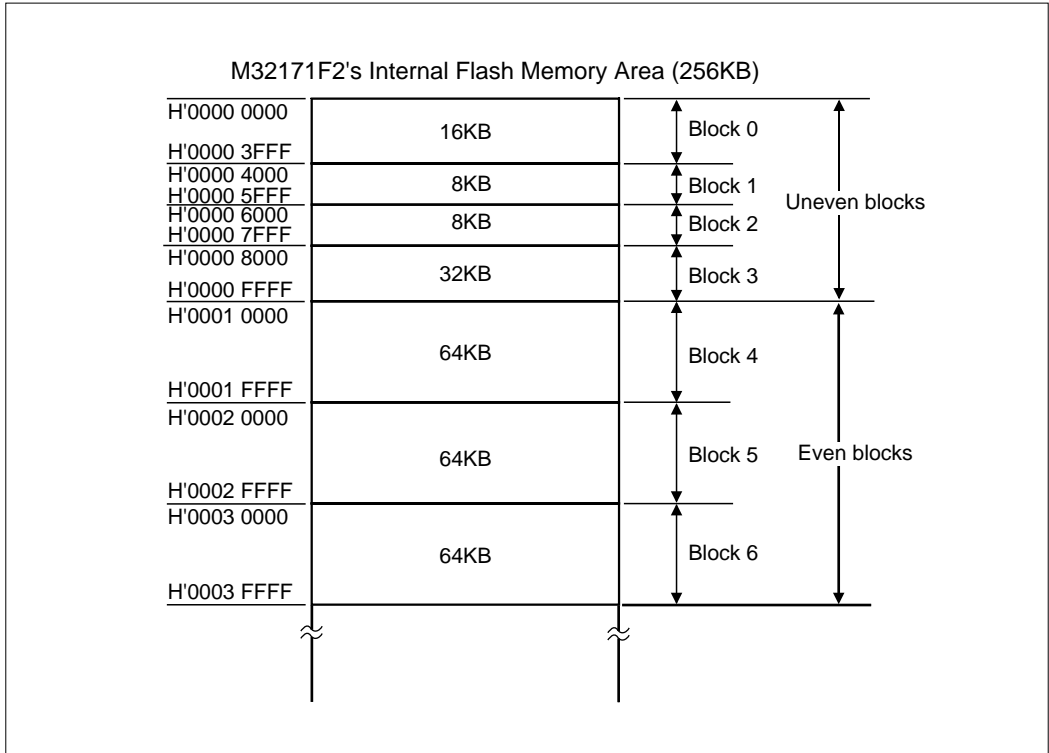 M32171F2's Internal Flash Memory Area (256KB)
H'0000 0000
16KB
Block 0
H'0000 3FFF
H'0000 4000
8KB
Block 1
H'0000 5FFF
Uneven blocks
H'0000 6000
8KB
Block 2
H'0000 7FFF
H'0000 8000
32KB
Block 3
H'0000 FFFF
H'0001 0000
64KB
Block 4
H'0001 FFFF
H'0002 0000
64KB
Block 5
Even blocks
H'0002 FFFF
H'0003 0000
64KB
Block 6
H'0003 FFFF